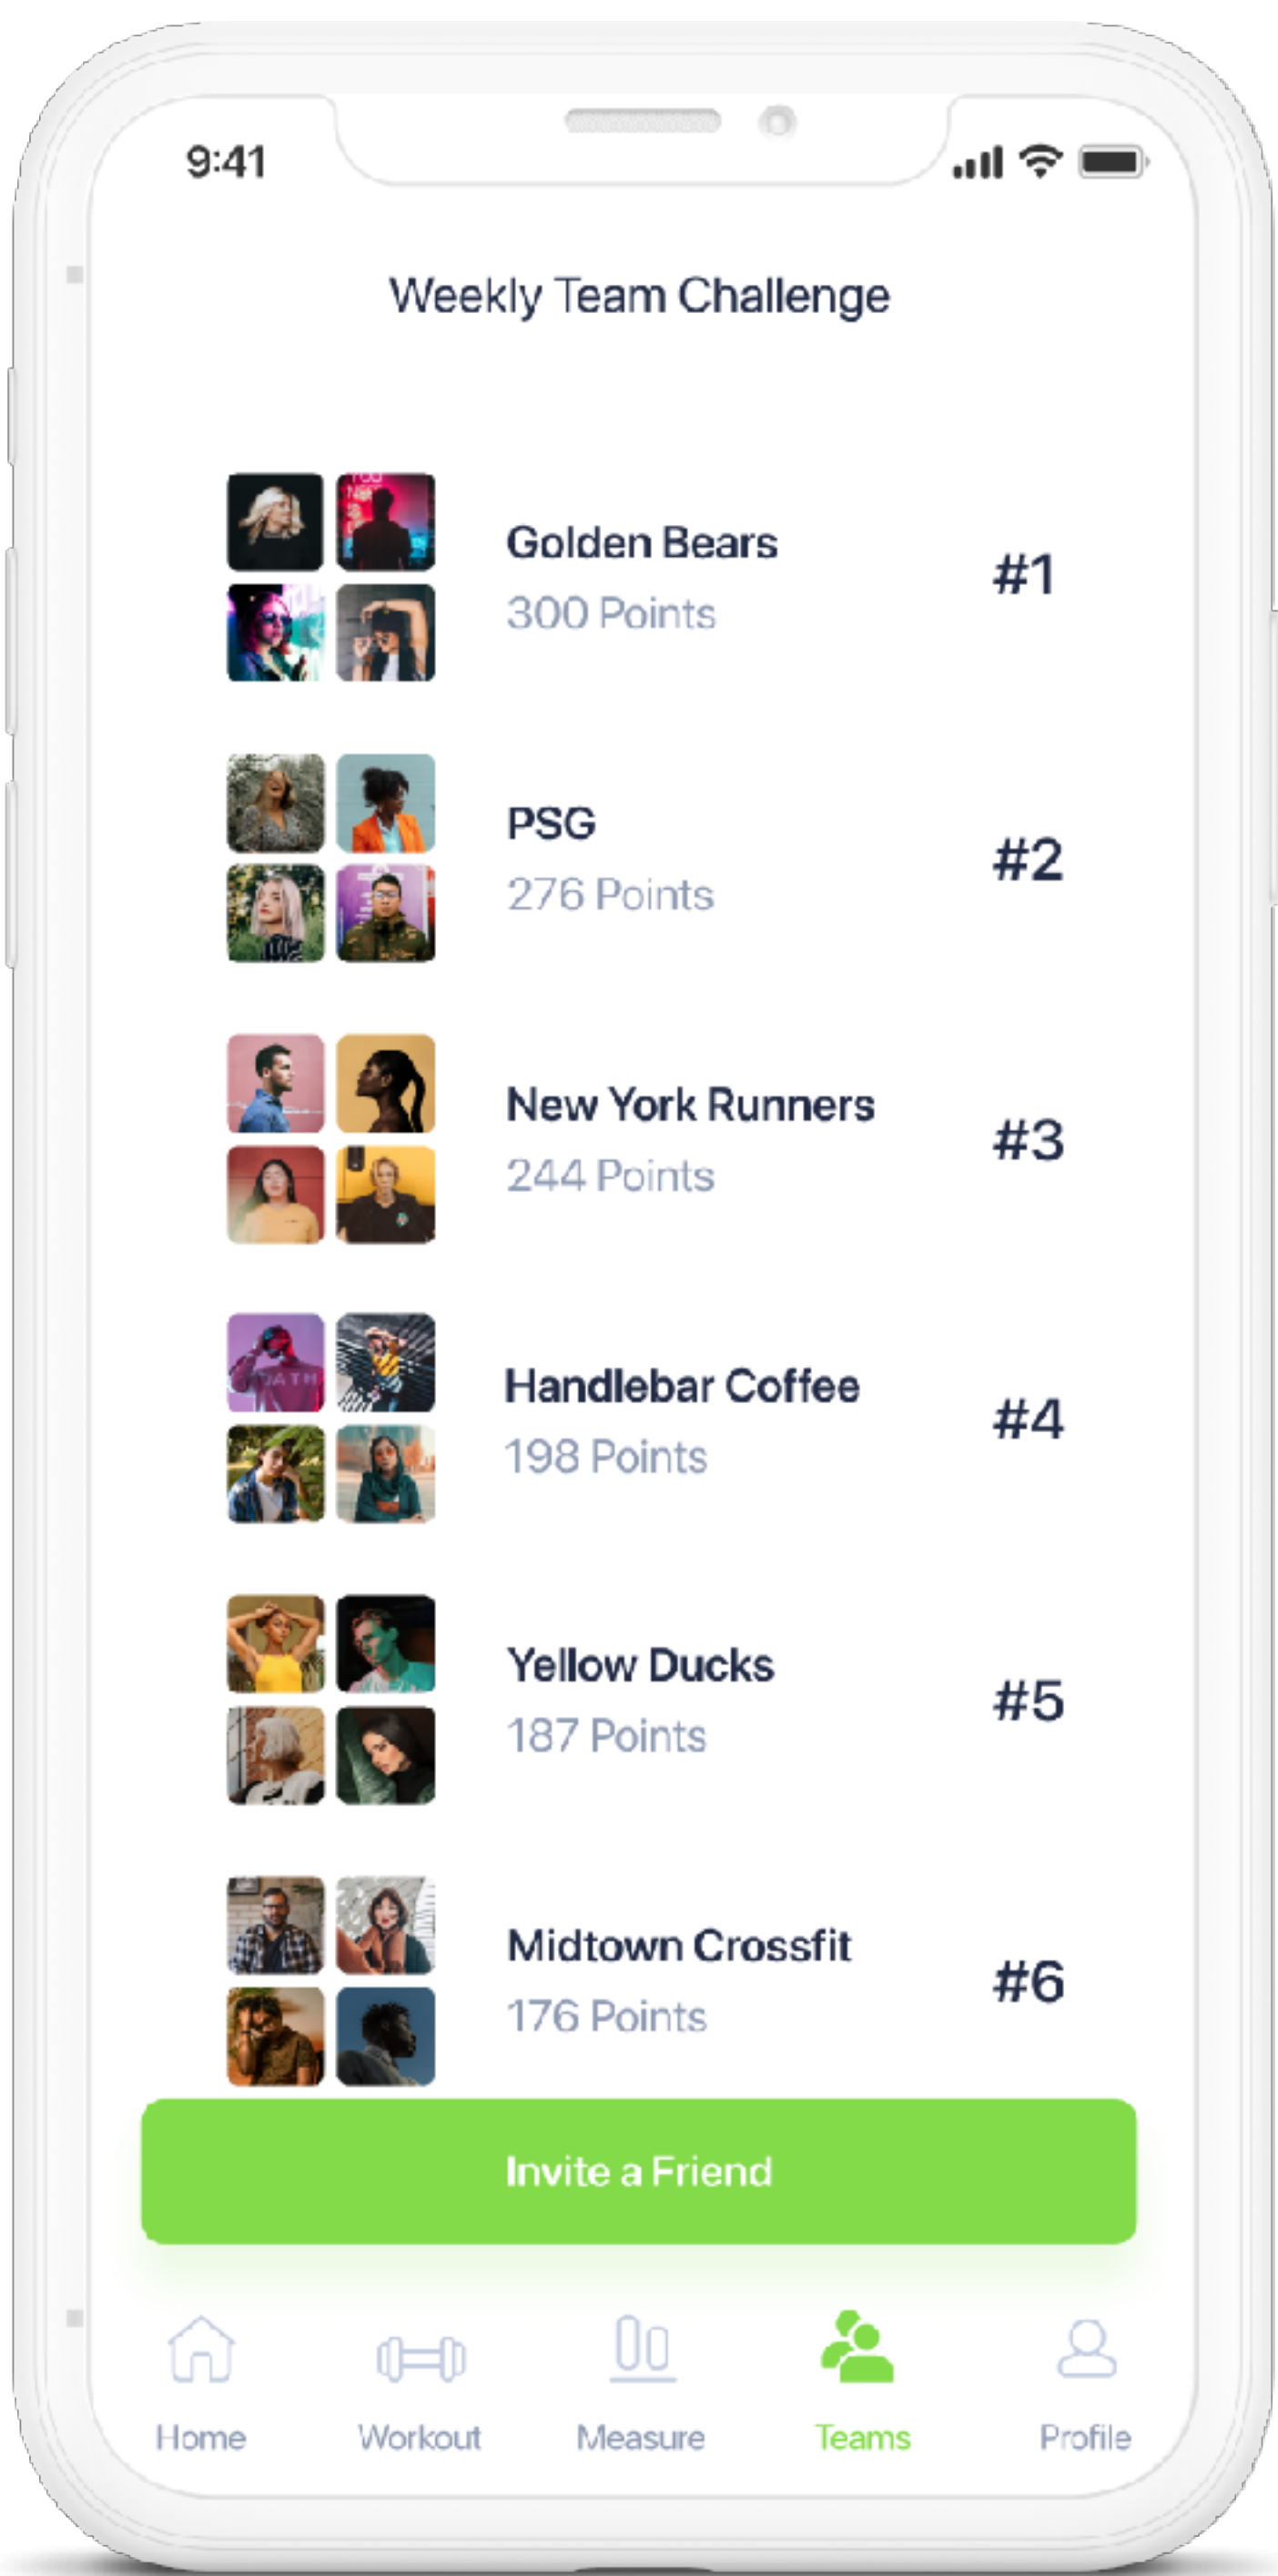 9:41
Weekly Team Challenge
Golden Bears
300 Points
#1
PSG
276 Points
#2
New York Runners
244 Points
#3
Handlebar Coffee
198 Points
#4
Yellow Ducks
187 Points
#5
Midtown Crossfit
176 Points
#6
Invite a Friend
Home
Workout
Measure
Teams
Profile